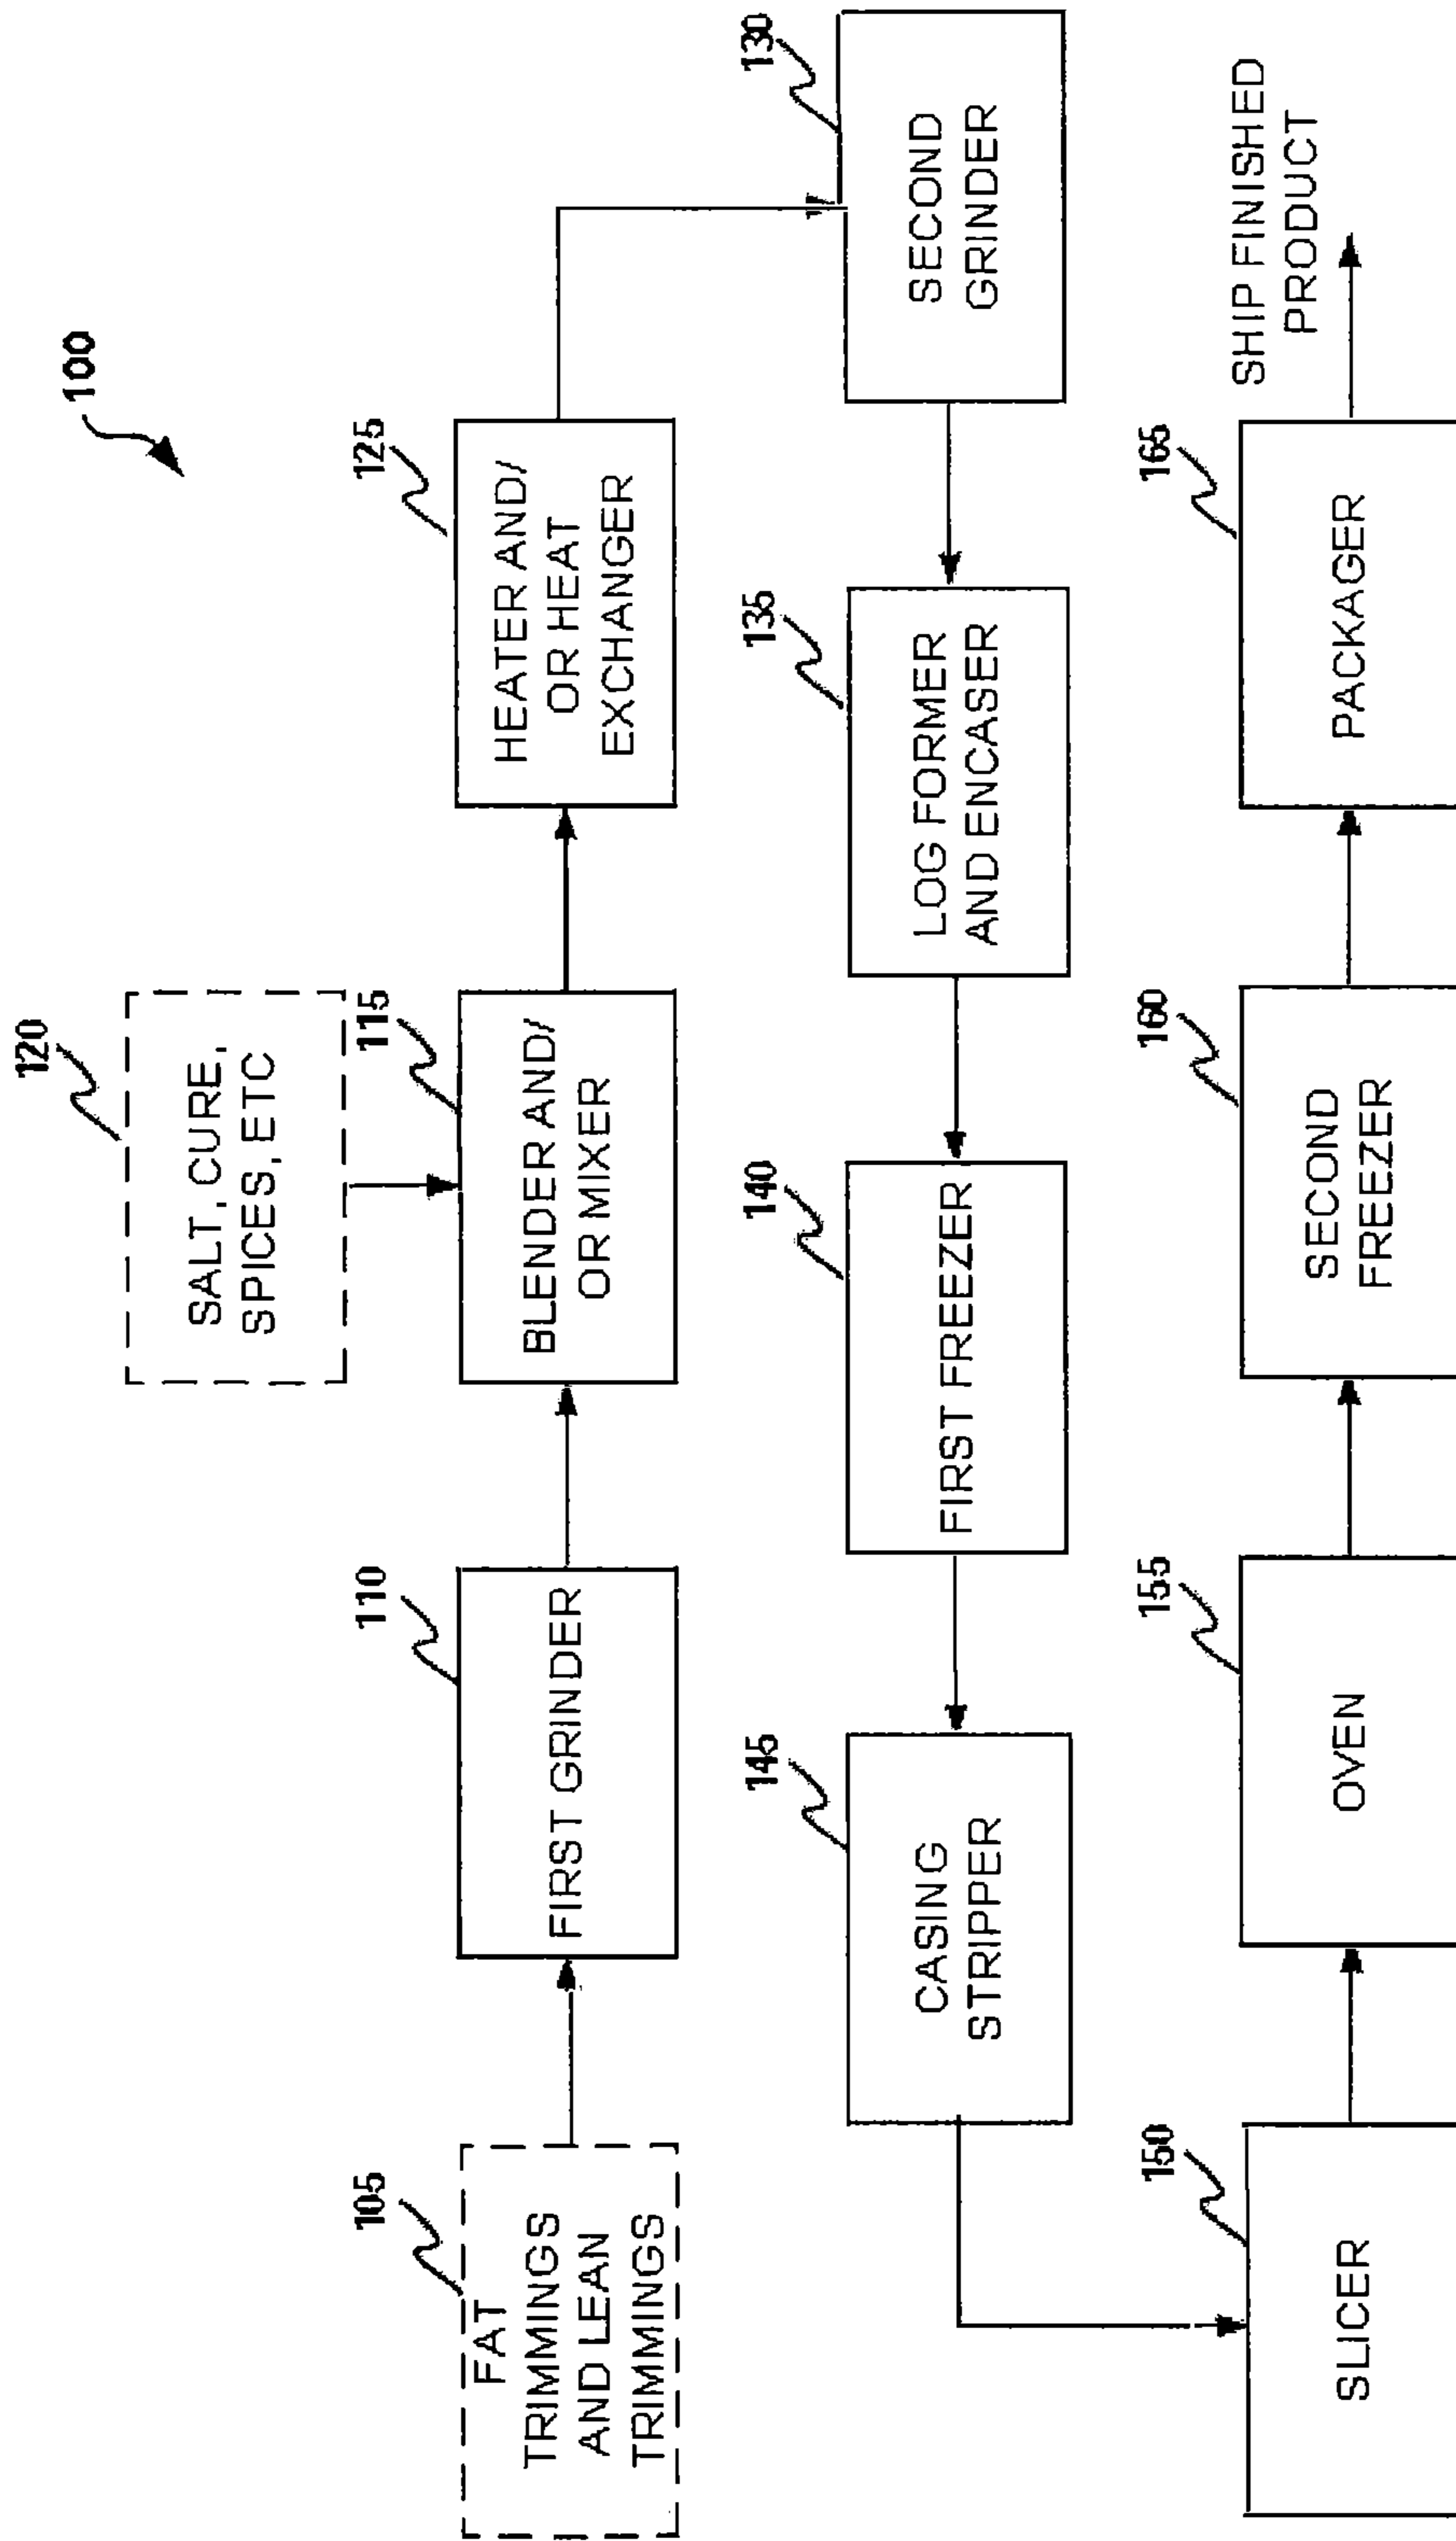 100
120
SALT, CURE,
SPICES, ETC
105
FAT
TRIMMINGS
AND LEAN
TRIMMINGS
110
FIRST GRINDER
115
BLENDER AND/
OR MIXER
125
HEATER AND/
OR HEAT
EXCHANGER
130
SECOND
GRINDER
135
LOG FORMER
AND ENCASER
140
FIRST FREEZER
145
CASING
STRIPPER
150
SLICER
155
OVEN
160
SECOND
FREEZER
165
PACKAGER
SHIP FINISHED
PRODUCT